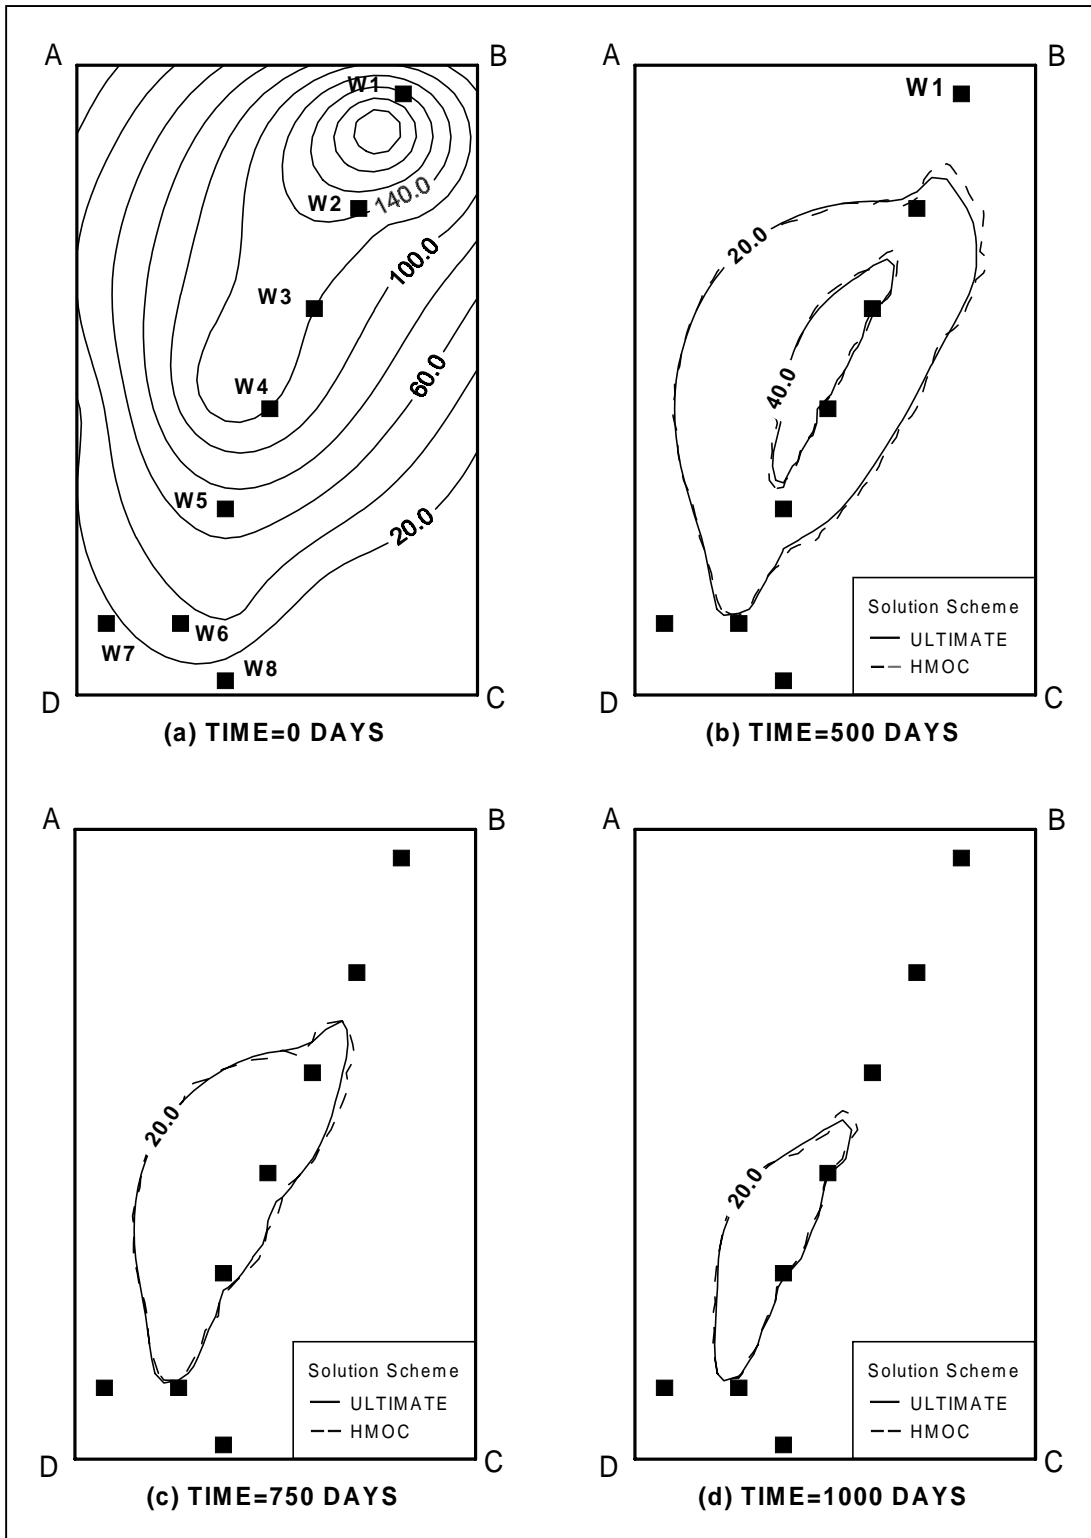 A B
W1
W2
140.0
100.0
W3
60.0
W4
W5
20.0
W6
W7
W8
D C
(a) TIME=0 DAYS
A B
W1
20.0
40.0
Solution Scheme
ULTIMATE
HMOC
D C
(b) TIME=500 DAYS
A B
20.0
Solution Scheme
ULTIMATE
HMOC
D C
(c) TIME=750 DAYS
A B
20.0
Solution Scheme
ULTIMATE
HMOC
D C
(d) TIME=1000 DAYS